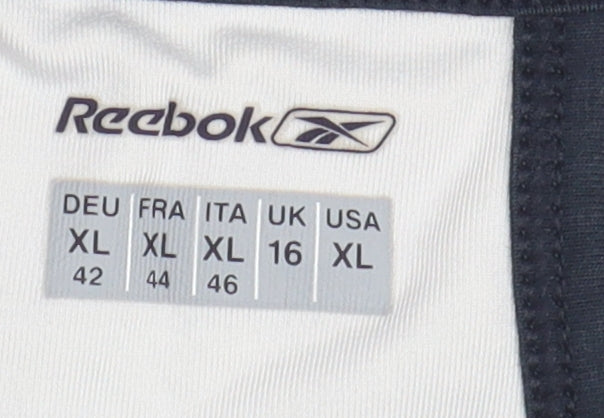 Reebok
DEU FRA ITA UK USA
XL XL XL 16 XL
42 44 46